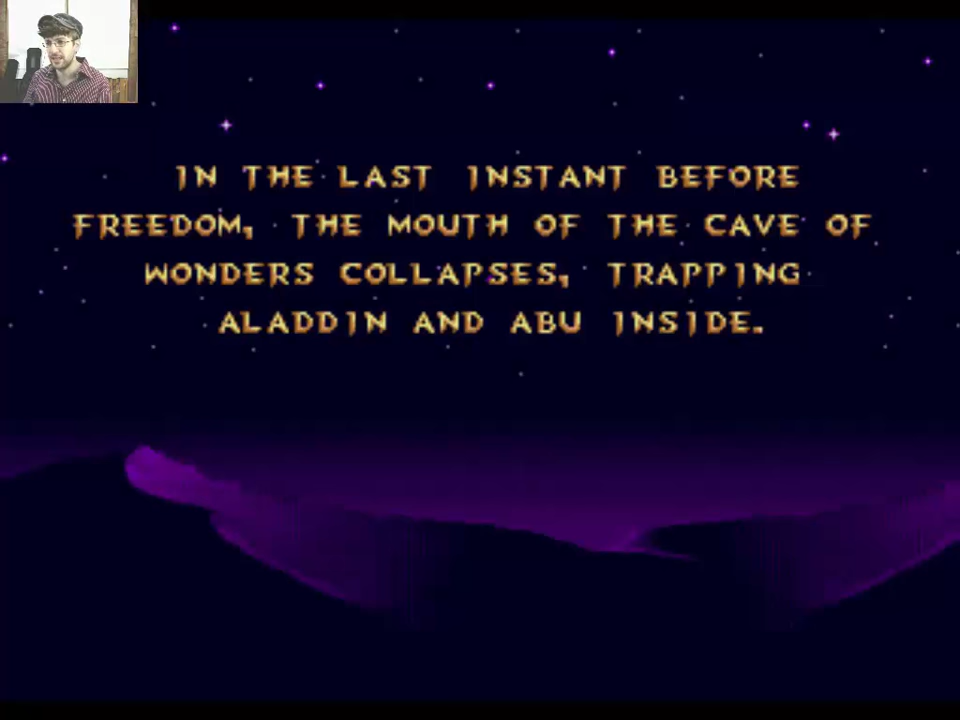 IN THE LAST INSTANT BEFORE
FREEDOM, THE MOUTH OF THE CAVE OF
WONDERS COLLAPSES, TRAPPING
ALADDIN AND ABU INSIDE.